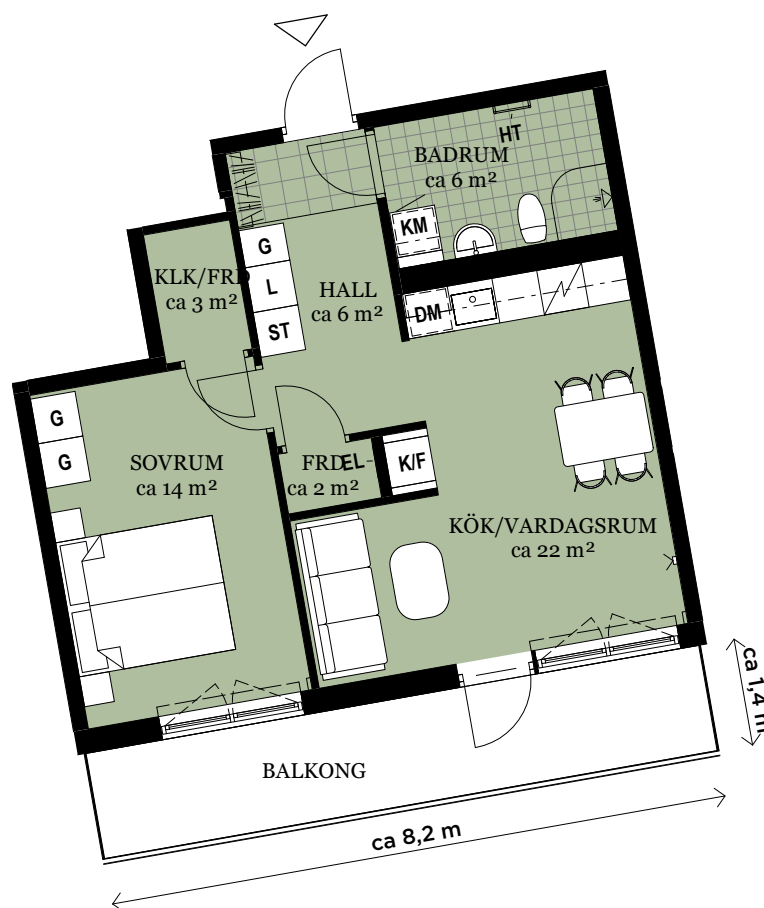 HT
BADRUM
ca 6 m²
KM
G
L
ST
KLK/FRD
ca 3 m²
HALL
ca 6 m²
DM
G
G
SOVRUM
ca 14 m²
FRD
ca 2 m²
EL
K/F
KÖK/VARDAGSRUM
ca 22 m²
ca 1,4 m
BALKONG
ca 8,2 m